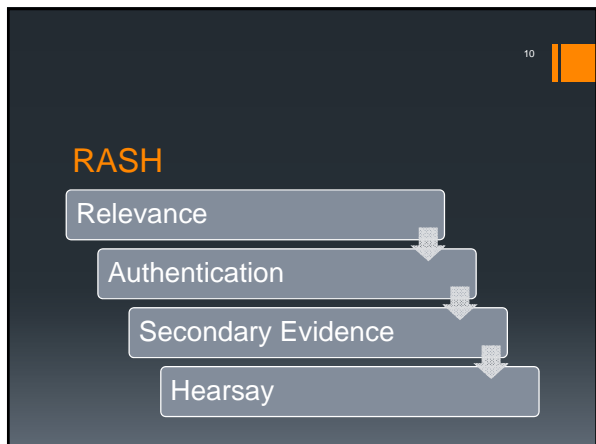 10
RASH
Relevance
Authentication
Secondary Evidence
Hearsay